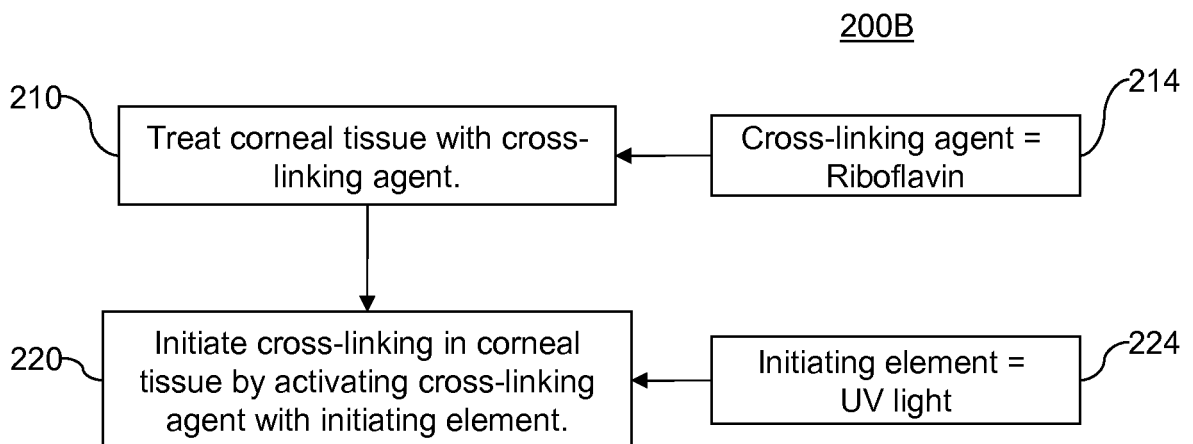 200B
210
214
Treat corneal tissue with cross-
linking agent.
Cross-linking agent =
Riboflavin
220
224
Initiate cross-linking in corneal
tissue by activating cross-linking
agent with initiating element.
Initiating element =
UV light